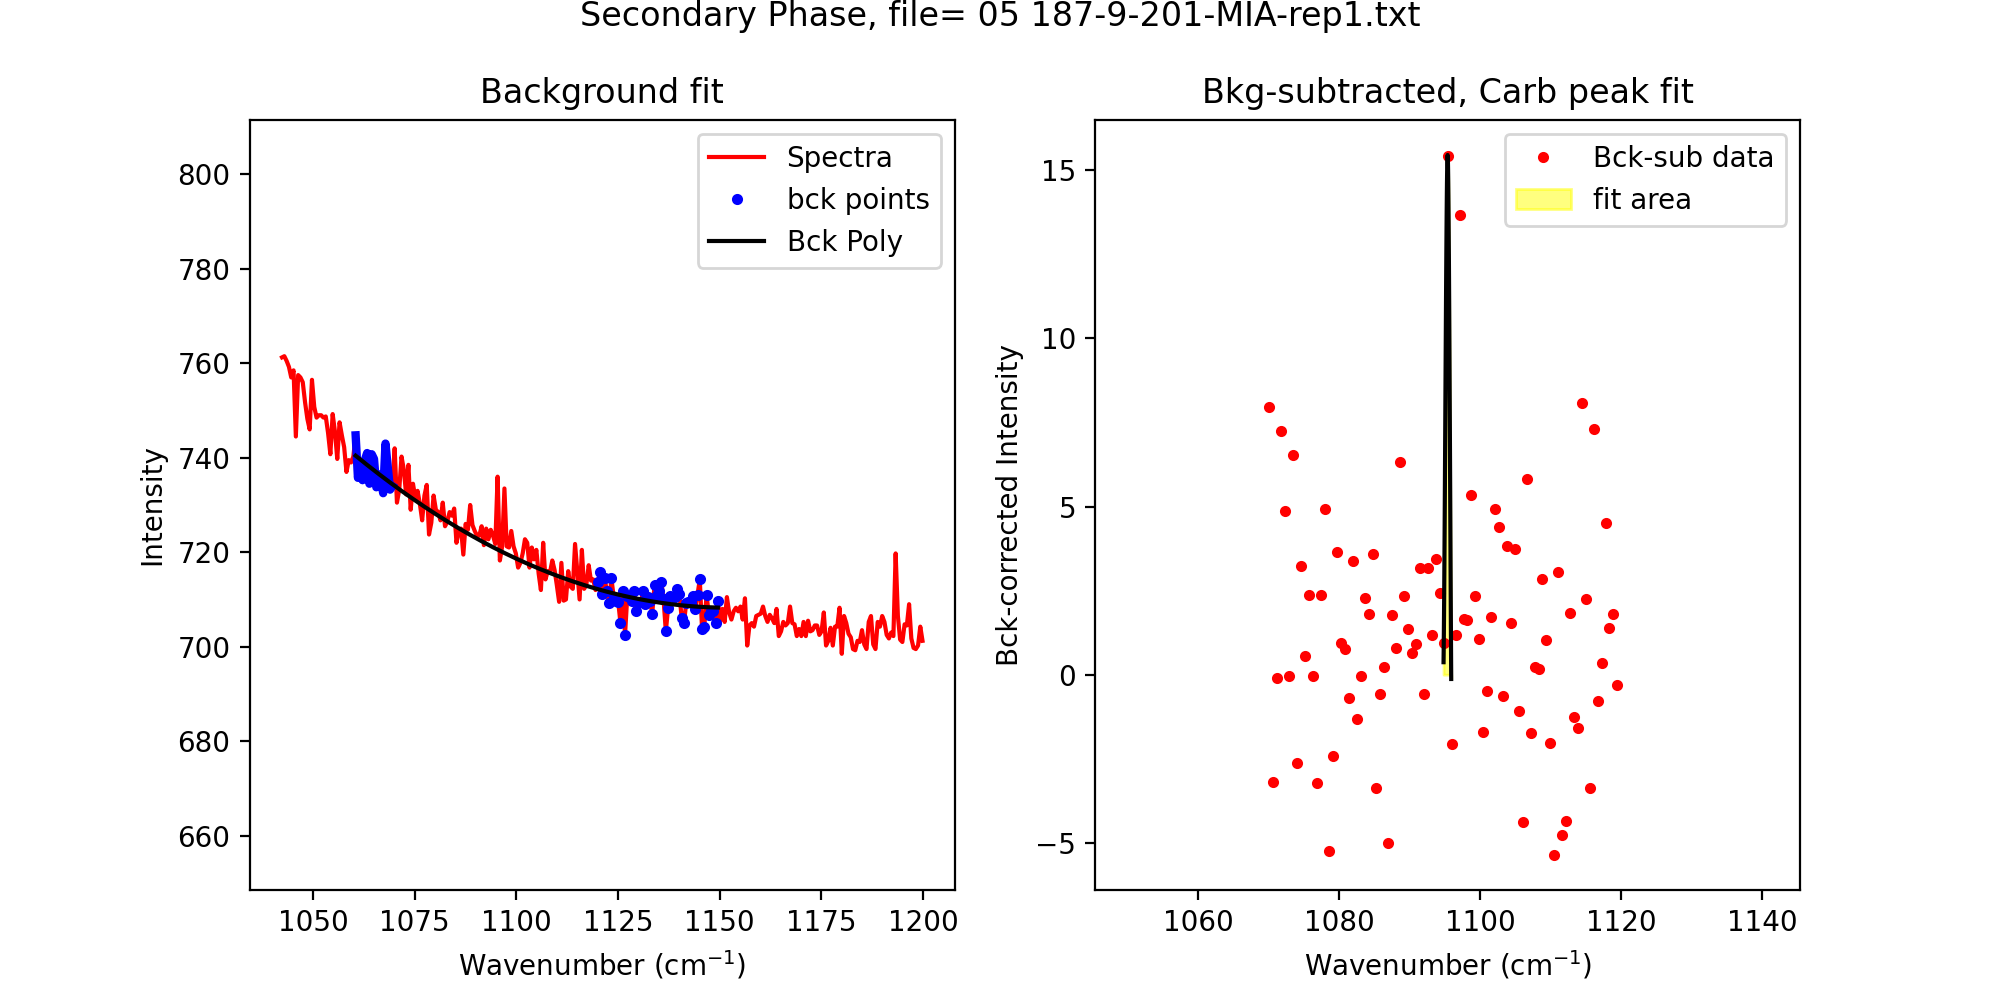 Secondary Phase, file= 05 187-9-201-MIA-rep1.txt
Background fit
Spectra
bck points
Bck Poly
800
780
760
740
720
700
680
660
Intensity
1050 1075 1100 1125 1150 1175 1200
Wavenumber (cm⁻¹)
Bkg-subtracted, Carb peak fit
Bck-sub data
fit area
15
10
5
0
−5
Bck-corrected Intensity
1060 1080 1100 1120 1140
Wavenumber (cm⁻¹)